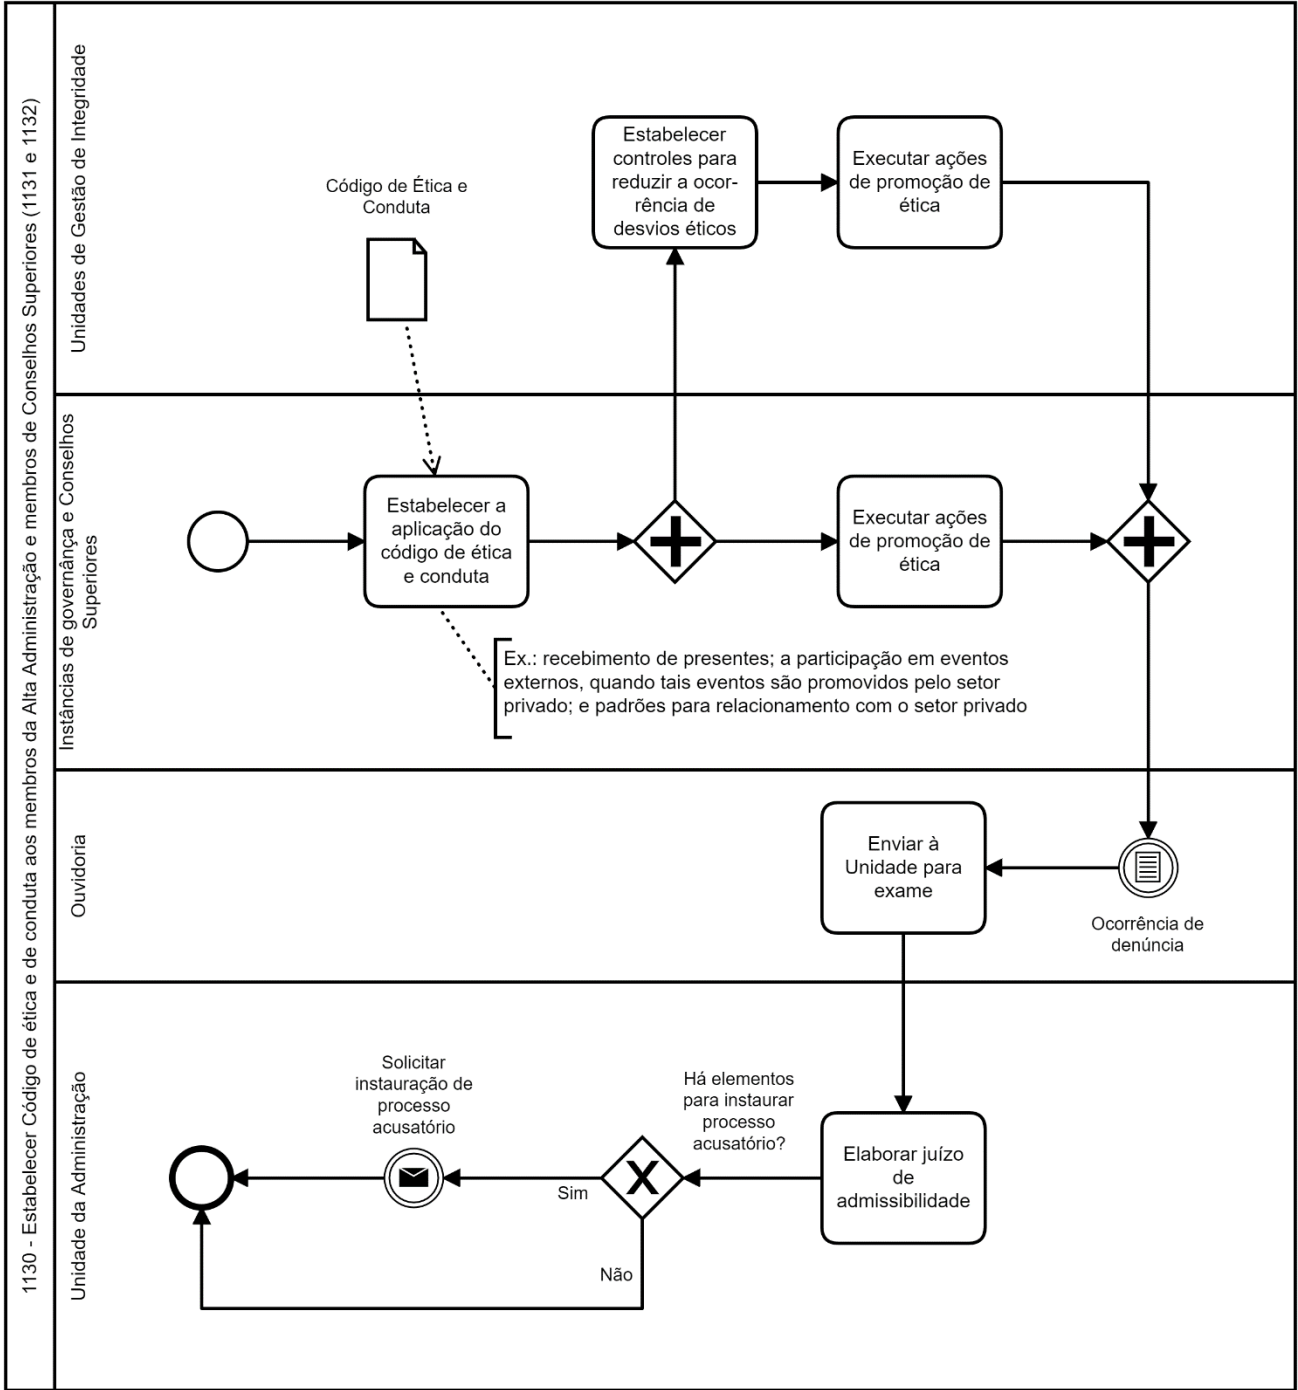 1130 - Estabelecer Código de ética e de conduta aos membros da Alta Administração e membros de Conselhos Superiores (1131 e 1132)
Unidades de Gestão de Integridade
Código de Ética e
Conduta
Estabelecer
controles para
reduzir a ocor-
rência de
desvios éticos
Executar ações
de promoção de
ética
Instâncias de governânça e Conselhos
Superiores
Estabelecer a
aplicação do
código de ética
e conduta
Executar ações
de promoção de
ética
Ex.: recebimento de presentes; a participação em eventos
externos, quando tais eventos são promovidos pelo setor
privado; e padrões para relacionamento com o setor privado
Ouvidoria
Enviar à
Unidade para
exame
Ocorrência de
denúncia
Unidade da Administração
Solicitar
instauração de
processo
acusatório
Há elementos
para instaurar
processo
acusatório?
Sim
Não
Elaborar juízo
de
admissibilidade